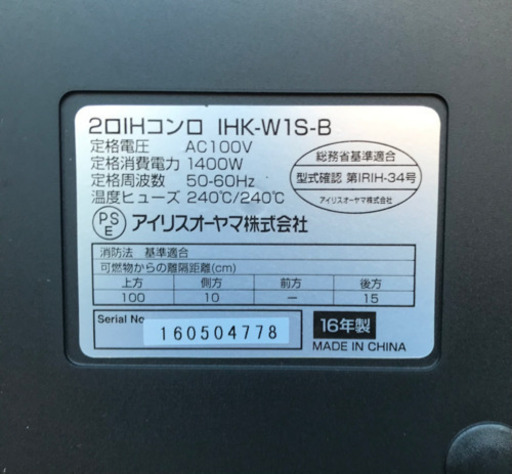 2口IHコンロ IHK-W1S-B
定格電圧 AC100V
定格消費電力 1400W
定格周波数 50-60Hz
温度ヒューズ 240℃/240℃
総務省基準適合
型式確認 第IRIH-34号
アイリスオーヤマ株式会社
PSE アイリスオーヤマ株式会社
消防法 基準適合
可燃物からの離隔距離(cm)
上方 側方 前方 後方
100 10 ー 15
Serial No 160504778
16年製
MADE IN CHINA